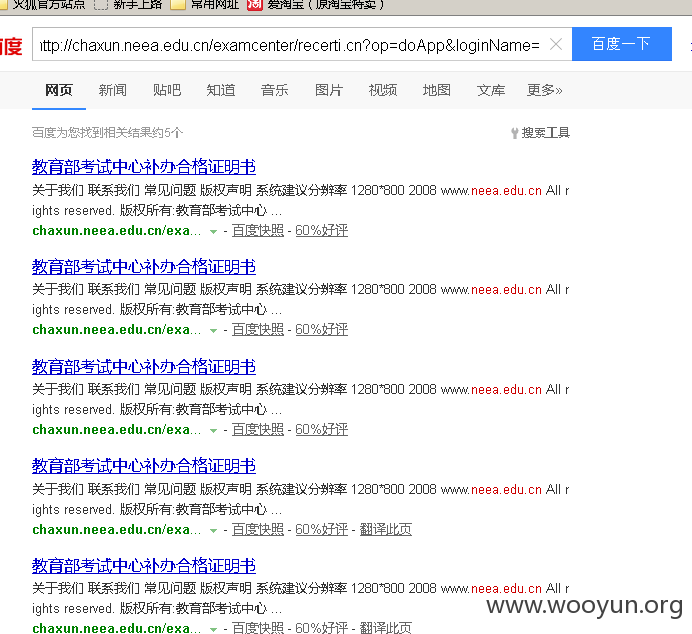 火狐官方站点 新手上路 常用网址 淘 爱淘宝（原淘宝特卖）
百度 ttp://chaxun.neea.edu.cn/examcenter/recerti.cn?op=doApp&loginName= 百度一下
网页 新闻 贴吧 知道 音乐 图片 视频 地图 文库 更多»
百度为您找到相关结果约5个 搜索工具
教育部考试中心补办合格证明书
关于我们 联系我们 常见问题 版权声明 系统建议分辨率 1280*800 2008 www.neea.edu.cn All r
ights reserved. 版权所有:教育部考试中心 ...
chaxun.neea.edu.cn/exa... - 百度快照 - 60%好评
教育部考试中心补办合格证明书
关于我们 联系我们 常见问题 版权声明 系统建议分辨率 1280*800 2008 www.neea.edu.cn All r
ights reserved. 版权所有:教育部考试中心 ...
chaxun.neea.edu.cn/exa... - 百度快照 - 60%好评
教育部考试中心补办合格证明书
关于我们 联系我们 常见问题 版权声明 系统建议分辨率 1280*800 2008 www.neea.edu.cn All r
ights reserved. 版权所有:教育部考试中心 ...
chaxun.neea.edu.cn/exa... - 百度快照 - 60%好评
教育部考试中心补办合格证明书
关于我们 联系我们 常见问题 版权声明 系统建议分辨率 1280*800 2008 www.neea.edu.cn All r
ights reserved. 版权所有:教育部考试中心 ...
chaxun.neea.edu.cn/exa... - 百度快照 - 60%好评 - 翻译此页
教育部考试中心补办合格证明书
关于我们 联系我们 常见问题 版权声明 系统建议分辨率 1280*800 2008 www.neea.edu.cn All r
ights reserved. 版权所有:教育部考试中心 ...
www.wooyun.org
chaxun.neea.edu.cn/exa... - 百度快照 - 60%好评 - 翻译此页